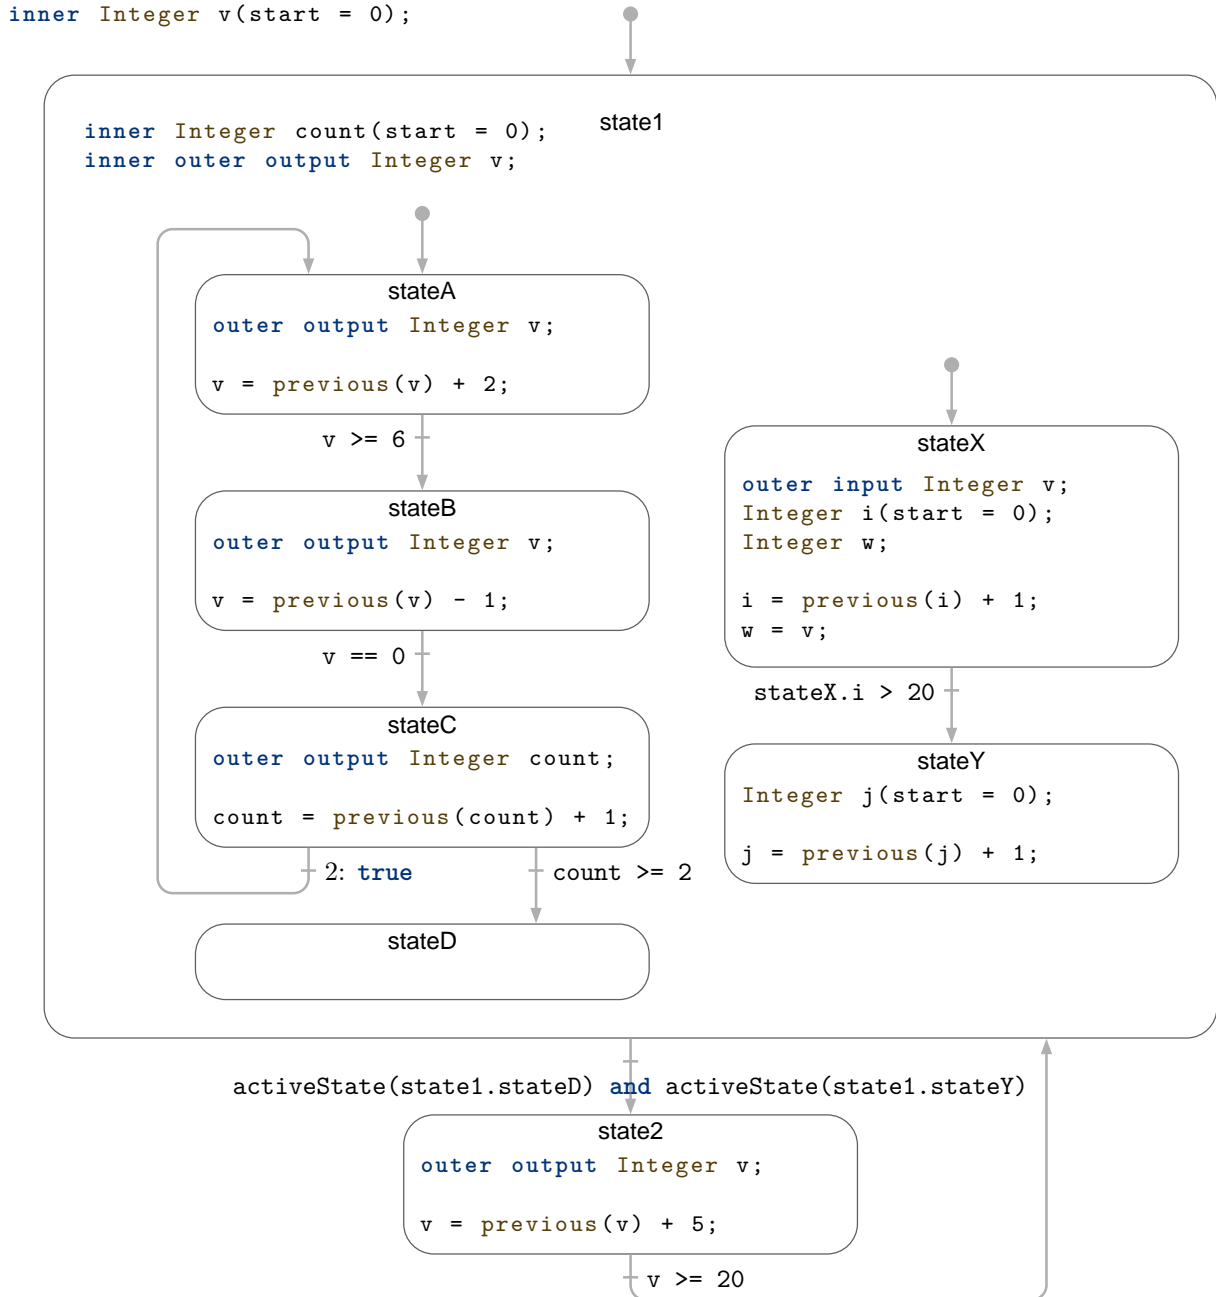 inner Integer v(start = 0);
state1
inner Integer count(start = 0);
inner outer output Integer v;
stateA
outer output Integer v;
v = previous(v) + 2;
v >= 6
stateB
outer output Integer v;
v = previous(v) - 1;
v == 0
stateC
outer output Integer count;
count = previous(count) + 1;
2: true
count >= 2
stateD
stateX
outer input Integer v;
Integer i(start = 0);
Integer w;
i = previous(i) + 1;
w = v;
stateX.i > 20
stateY
Integer j(start = 0);
j = previous(j) + 1;
activeState(state1.stateD) and activeState(state1.stateY)
state2
outer output Integer v;
v = previous(v) + 5;
v >= 20